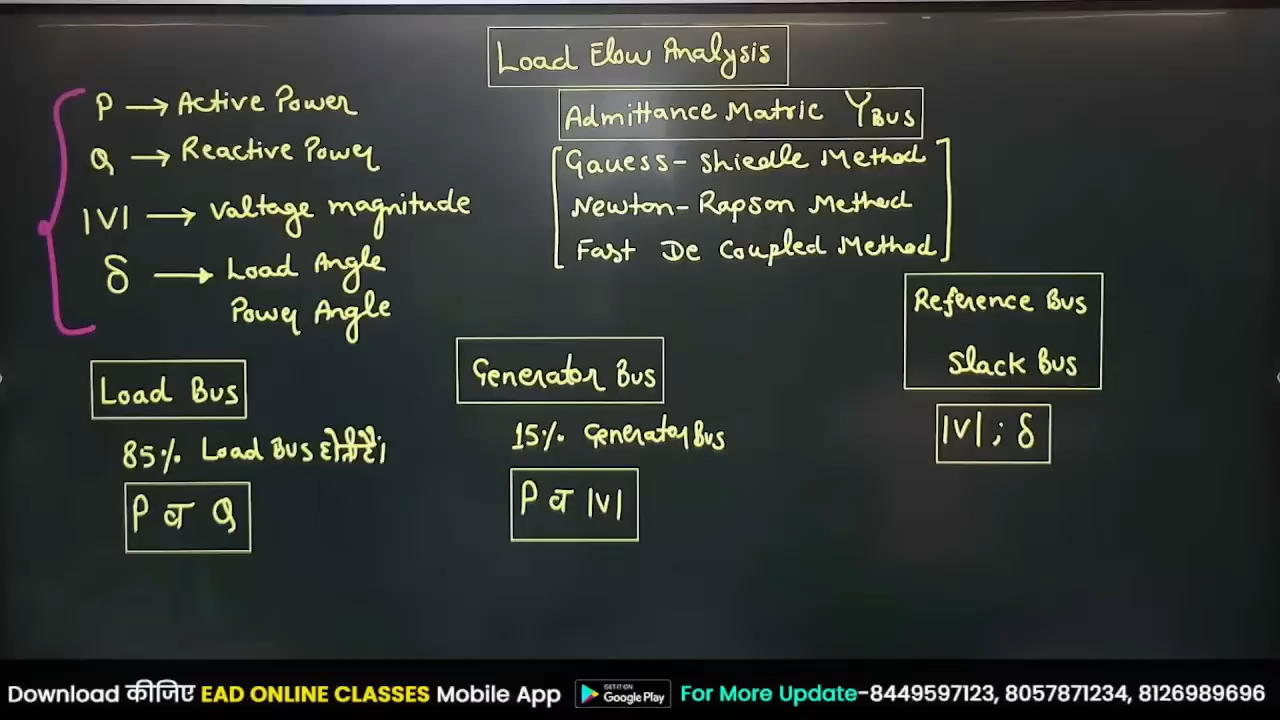 Load Flow Analysis
P → Active Power
Q → Reactive Power
|V| → Voltage magnitude
δ → Load Angle
Power Angle
Admittance Matric YBUS
Gauess-Shiedle Method
Newton-Rapson Method
Fast De Coupled Method
Reference Bus
Slack Bus
|V| ; δ
Load Bus
85% Load Bus होती है।
P व Q
Generator Bus
15% Generator Bus
P व |V|
Download कीजिए EAD ONLINE CLASSES Mobile App GET IT ON Google Play For More Update-8449597123, 8057871234, 8126989696